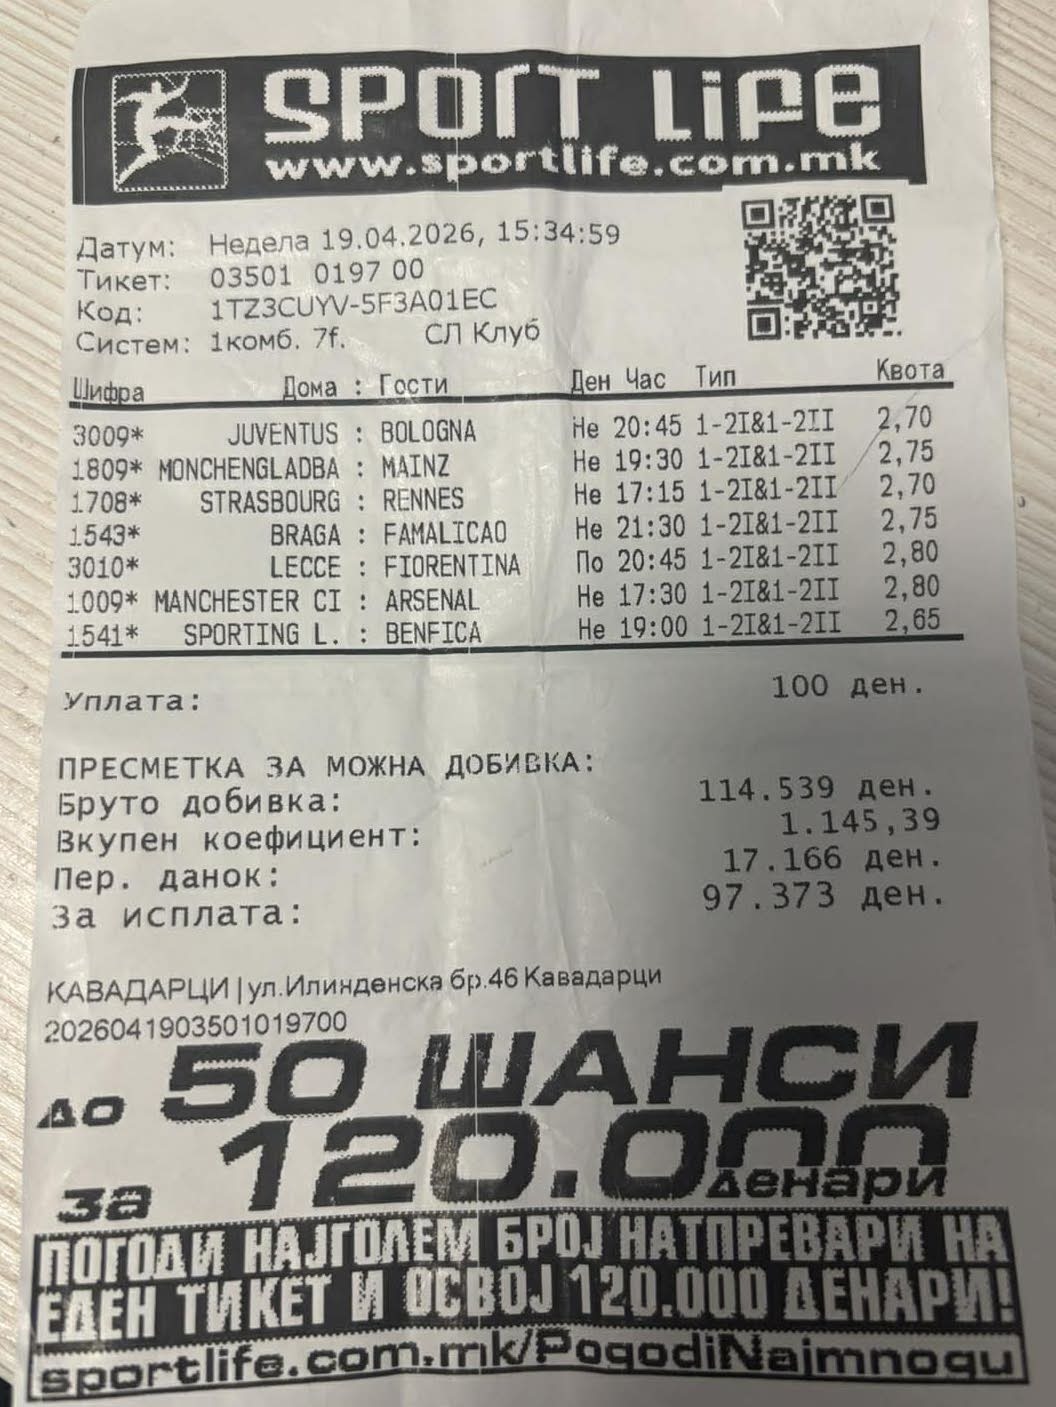 SPORT LIFE
www.sportlife.com.mk
Датум: Недела 19.04.2026, 15:34:59
Тикет: 03501 0197 00
Код: 1TZ3CUYV-5F3A01EC
Систем: 1комб. 7f. СЛ Клуб
Шифра Дома : Гости Ден Час Тип Квота
3009* JUVENTUS : BOLOGNA Не 20:45 1-2I&1-2II 2,70
1809* MONCHENGLADBA : MAINZ Не 19:30 1-2I&1-2II 2,75
1708* STRASBOURG : RENNES Не 17:15 1-2I&1-2II 2,70
1543* BRAGA : FAMALICAO Не 21:30 1-2I&1-2II 2,75
3010* LECCE : FIORENTINA По 20:45 1-2I&1-2II 2,80
1009* MANCHESTER CI : ARSENAL Не 17:30 1-2I&1-2II 2,80
1541* SPORTING L. : BENFICA Не 19:00 1-2I&1-2II 2,65
Уплата: 100 ден.
ПРЕСМЕТКА ЗА МОЖНА ДОБИВКА:
Бруто добивка: 114.539 ден.
Вкупен коефициент: 1.145,39
Пер. данок: 17.166 ден.
За исплата: 97.373 ден.
КАВАДАРЦИ|ул.Илинденска бр.46 Кавадарци
2026041903501019700
до 50 ШАНСИ
за 120.000 денари
ПОГОДИ НАЈГОЛЕМ БРОЈ НАТПРЕВАРИ НА
ЕДЕН ТИКЕТ И ОСВОЈ 120.000 ДЕНАРИ!
sportlife.com.mk/PogodiNajmnogu